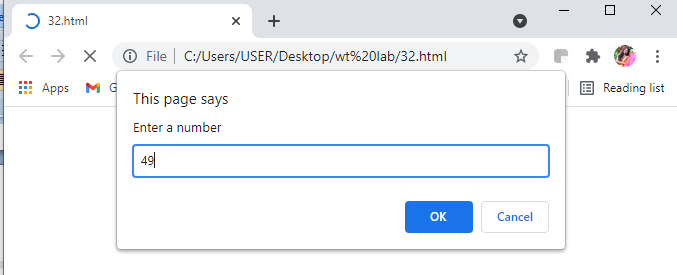 32.html
File C:/Users/USER/Desktop/wt%20lab/32.html
Apps G Reading list
This page says
Enter a number
49
OK Cancel